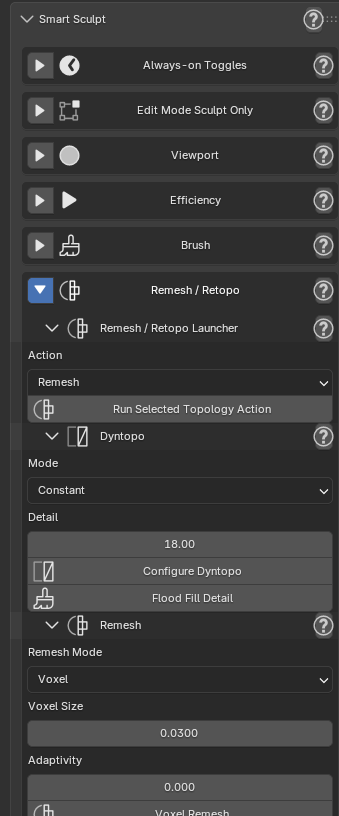 Smart Sculpt
Always-on Toggles
Edit Mode Sculpt Only
Viewport
Efficiency
Brush
Remesh / Retopo
Remesh / Retopo Launcher
Action
Remesh
Run Selected Topology Action
Dyntopo
Mode
Constant
Detail
18.00
Configure Dyntopo
Flood Fill Detail
Remesh
Remesh Mode
Voxel
Voxel Size
0.0300
Adaptivity
0.000
Voxel Remesh